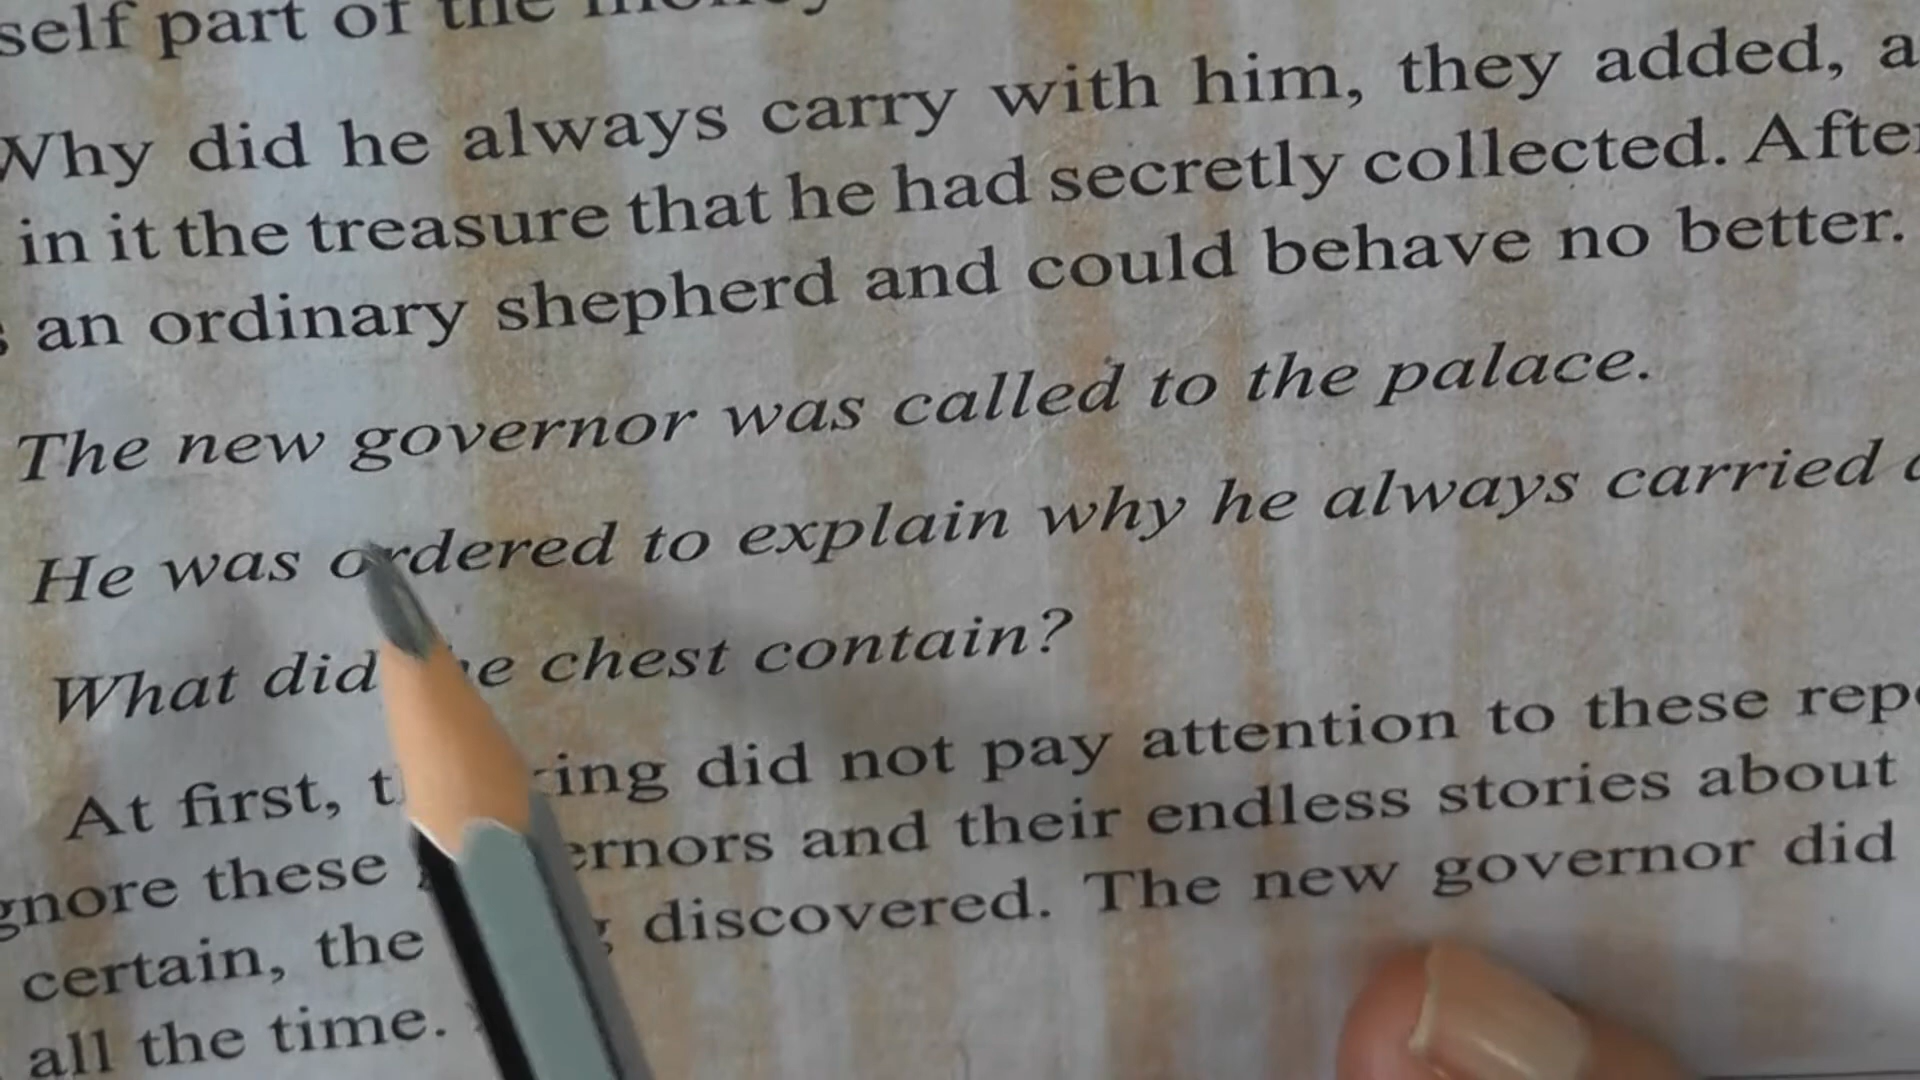 self part of the money
Why did he always carry with him, they added, a
in it the treasure that he had secretly collected. After
an ordinary shepherd and could behave no better.
The new governor was called to the palace.
He was ordered to explain why he always carried
What did chest contain?
At first, did not pay attention to these
these and their endless stories about
certain, the discovered. The new governor did
all the time.